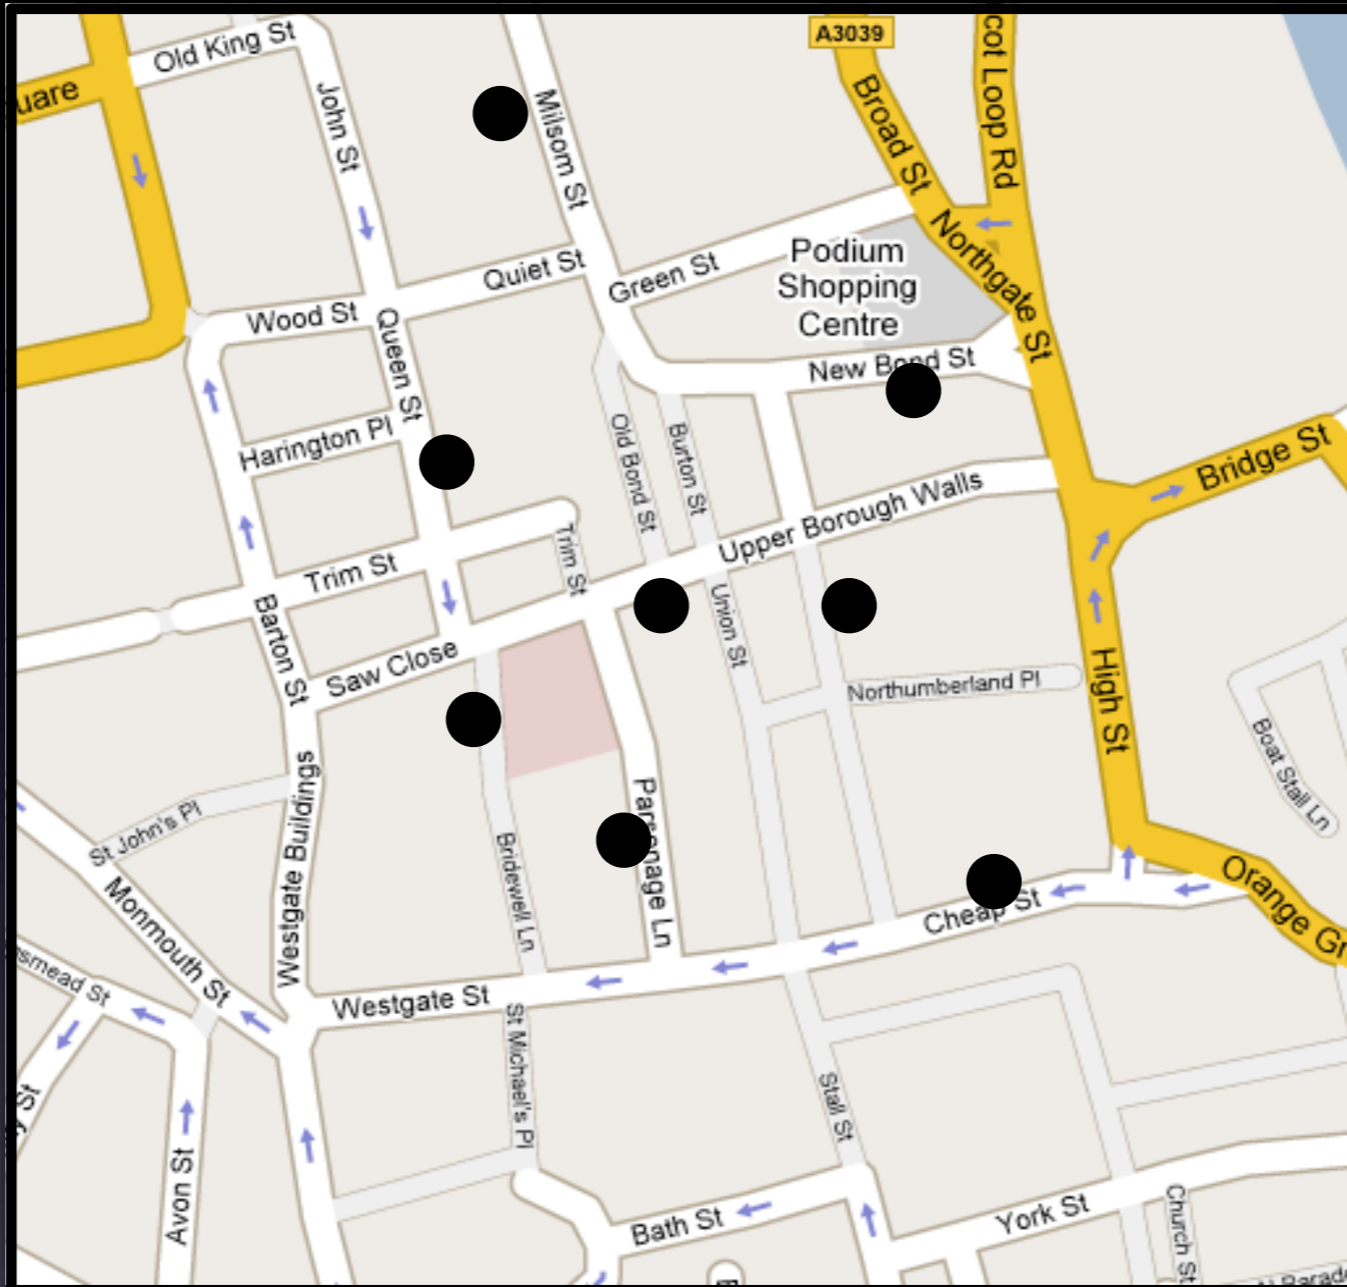 Old King St
A3039
cot Loop Rd
uare
John St
Milsom St
Broad St
Northgate St
Quiet St
Green St
Podium
Shopping
Centre
Wood St
Queen St
New Bond St
Harington Pl
Old Bond St
Burton St
Bridge St
Upper Borough Walls
Trim St
Trim St
Barton St
Union St
Saw Close
Northumberland Pl
High St
Boat Stall Ln
Westgate Buildings
St John's Pl
Parsonage Ln
Bridewell Ln
Monmouth St
Cheap St
Orange Gr
smead St
Westgate St
St Michael's Pl
Stall St
y St
Avon St
Bath St
York St
Church St
Parade